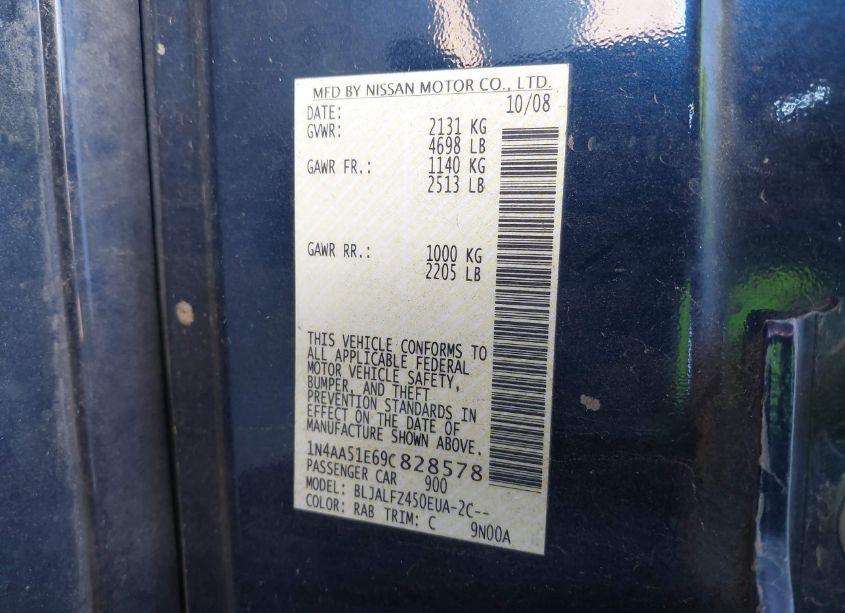 MFD BY NISSAN MOTOR CO., LTD.
DATE: 10/08
GVWR: 2131 KG
4698 LB
GAWR FR.: 1140 KG
2513 LB
GAWR RR.: 1000 KG
2205 LB
THIS VEHICLE CONFORMS TO
ALL APPLICABLE FEDERAL
MOTOR VEHICLE SAFETY,
BUMPER, AND THEFT
PREVENTION STANDARDS IN
EFFECT ON THE DATE OF
MANUFACTURE SHOWN ABOVE.
1N4AA51E69C828578
PASSENGER CAR 900
MODEL: BLJALFZ450EUA-2C--
COLOR: RAB TRIM: C 9N00A